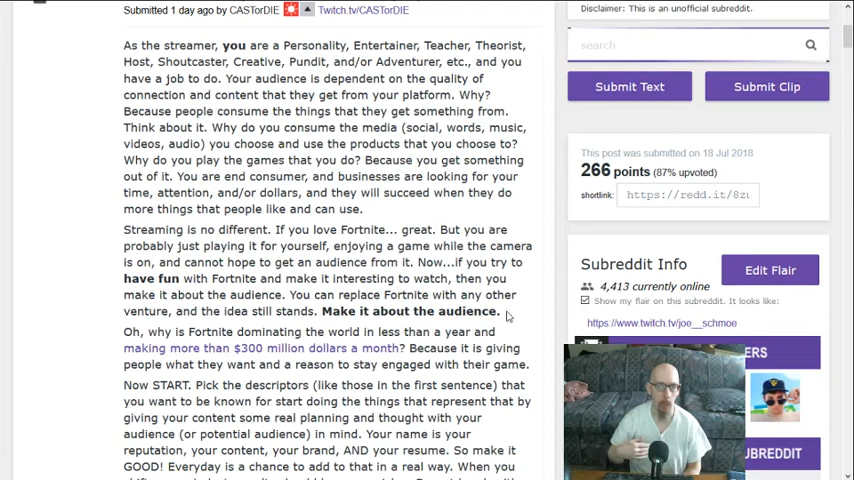 Submitted 1 day ago by CASTorDIE Twitch.tv/CASTorDIE
As the streamer, you are a Personality, Entertainer, Teacher, Theorist,
Host, Shoutcaster, Creative, Pundit, and/or Adventurer, etc., and you
have a job to do. Your audience is dependent on the quality of
connection and content that they get from your platform. Why?
Because people consume the things that they get something from.
Think about it. Why do you consume the media (social, words, music,
videos, audio) you choose and use the products that you choose to?
Why do you play the games that you do? Because you get something
out of it. You are end consumer, and businesses are looking for your
time, attention, and/or dollars, and they will succeed when they do
more things that people like and can use.
Streaming is no different. If you love Fortnite... great. But you are
probably just playing it for yourself, enjoying a game while the camera
is on, and cannot hope to get an audience from it. Now...if you try to
have fun with Fortnite and make it interesting to watch, then you
make it about the audience. You can replace Fortnite with any other
venture, and the idea still stands. Make it about the audience.
Oh, why is Fortnite dominating the world in less than a year and
making more than $300 million dollars a month? Because it is giving
people what they want and a reason to stay engaged with their game.
Now START. Pick the descriptors (like those in the first sentence) that
you want to be known for start doing the things that represent that by
giving your content some real planning and thought with your
audience (or potential audience) in mind. Your name is your
reputation, your content, your brand, AND your resume. So make it
GOOD! Everyday is a chance to add to that in a real way. When you
Disclaimer: This is an unofficial subreddit.
search
Submit Text
Submit Clip
This post was submitted on 18 Jul 2018
266 points (87% upvoted)
shortlink: https://redd.it/8zu
Subreddit Info
Edit Flair
4,413 currently online
Show my flair on this subreddit. It looks like:
https://www.twitch.tv/joe__schmoe
ERS
UBREDDIT